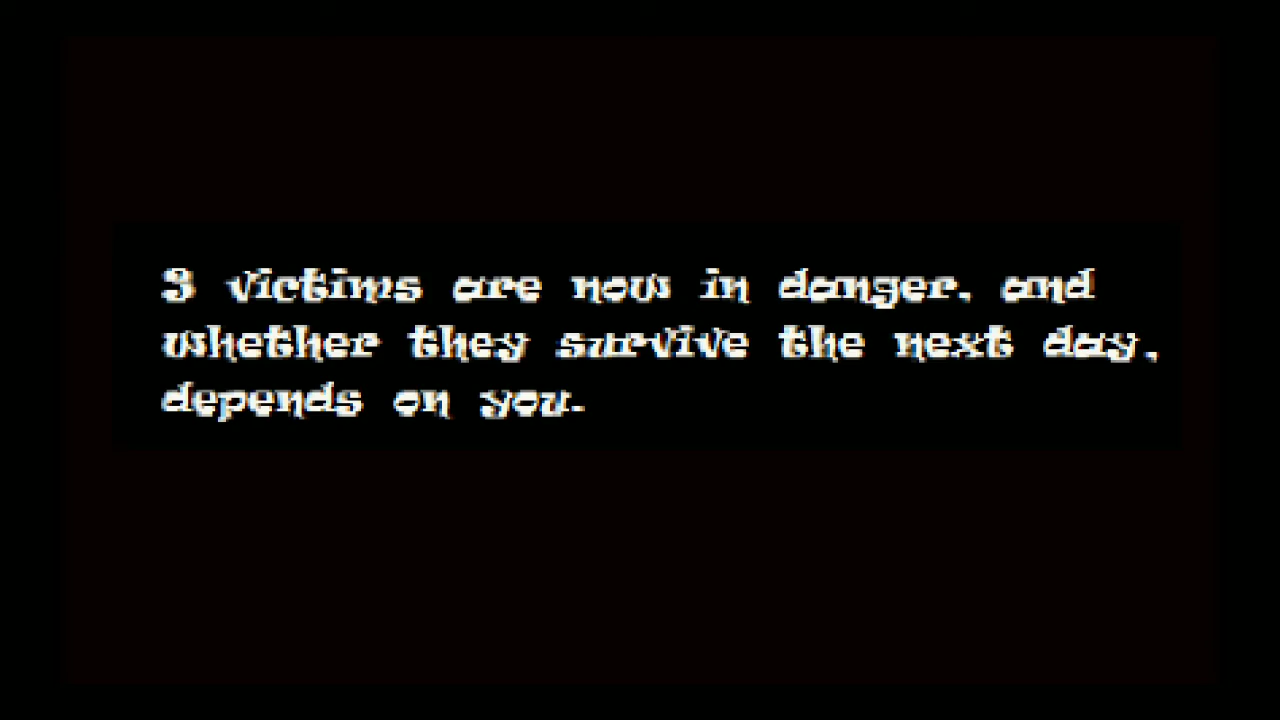 3 victims are now in danger, and
whether they survive the next day,
depends on you.